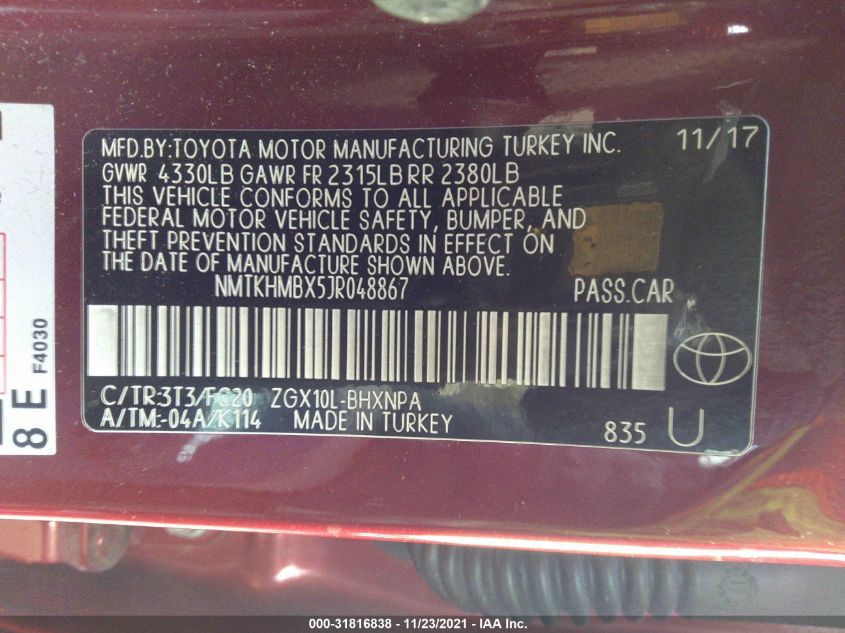 MFD.BY:TOYOTA MOTOR MANUFACTURING TURKEY INC. 11/17
GVWR 4330LB GAWR FR 2315LB RR 2380LB
THIS VEHICLE CONFORMS TO ALL APPLICABLE
FEDERAL MOTOR VEHICLE SAFETY, BUMPER, AND
THEFT PREVENTION STANDARDS IN EFFECT ON
THE DATE OF MANUFACTURE SHOWN ABOVE.
NMTKHMBX5JR048867 PASS.CAR
C/TR:3T3/FC20 ZGX10L-BHXNPA
A/TM:-04A/K114 MADE IN TURKEY 835 U
8 E F4030
000-31816838 - 11/23/2021 - IAA Inc.